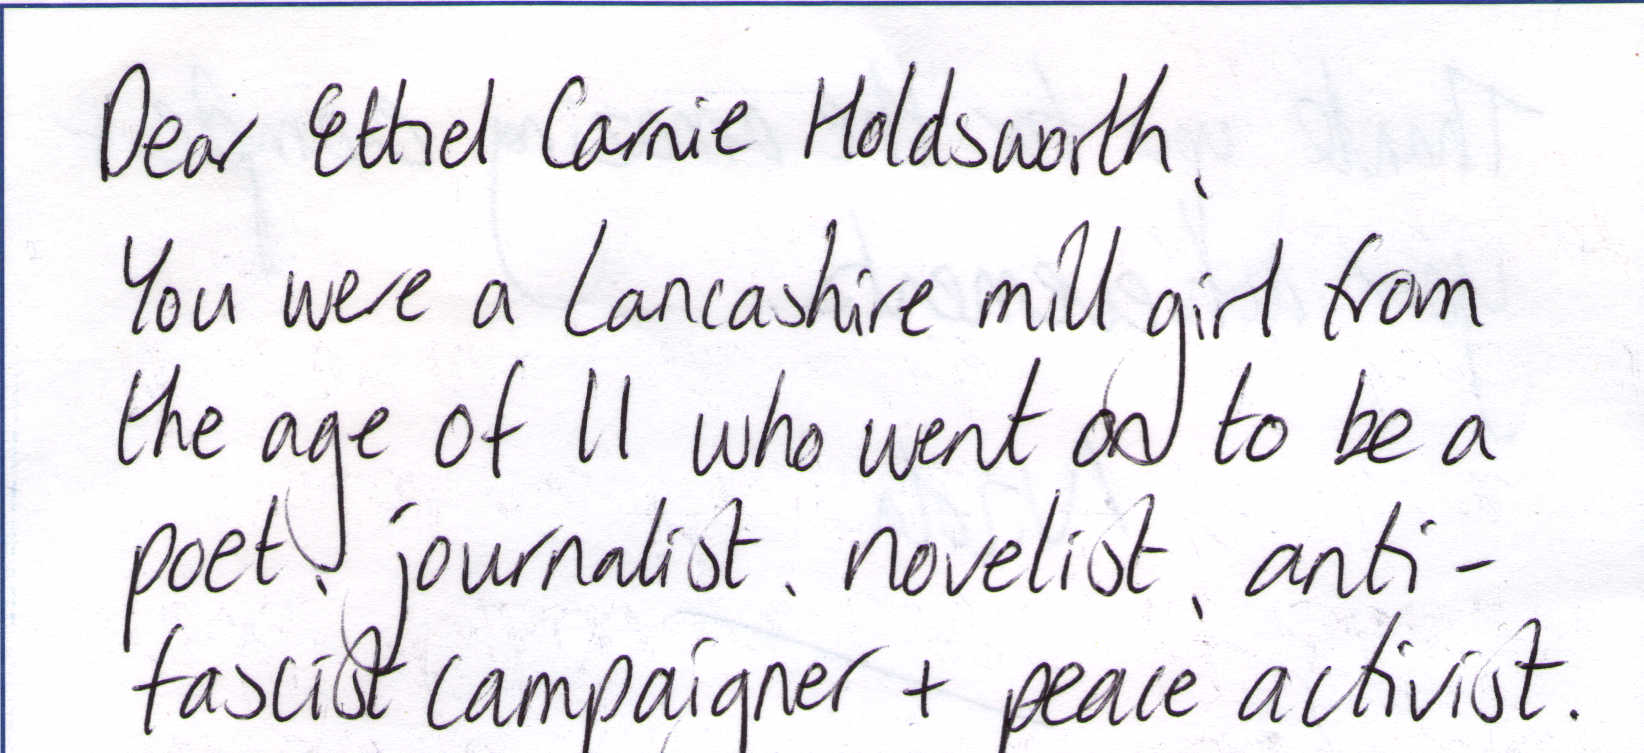 Dear Ethel Carnie Holdsworth,
You were a Lancashire mill girl from
the age of 11 who went on to be a
poet, journalist, novelist, anti-
fascist campaigner + peace activist.